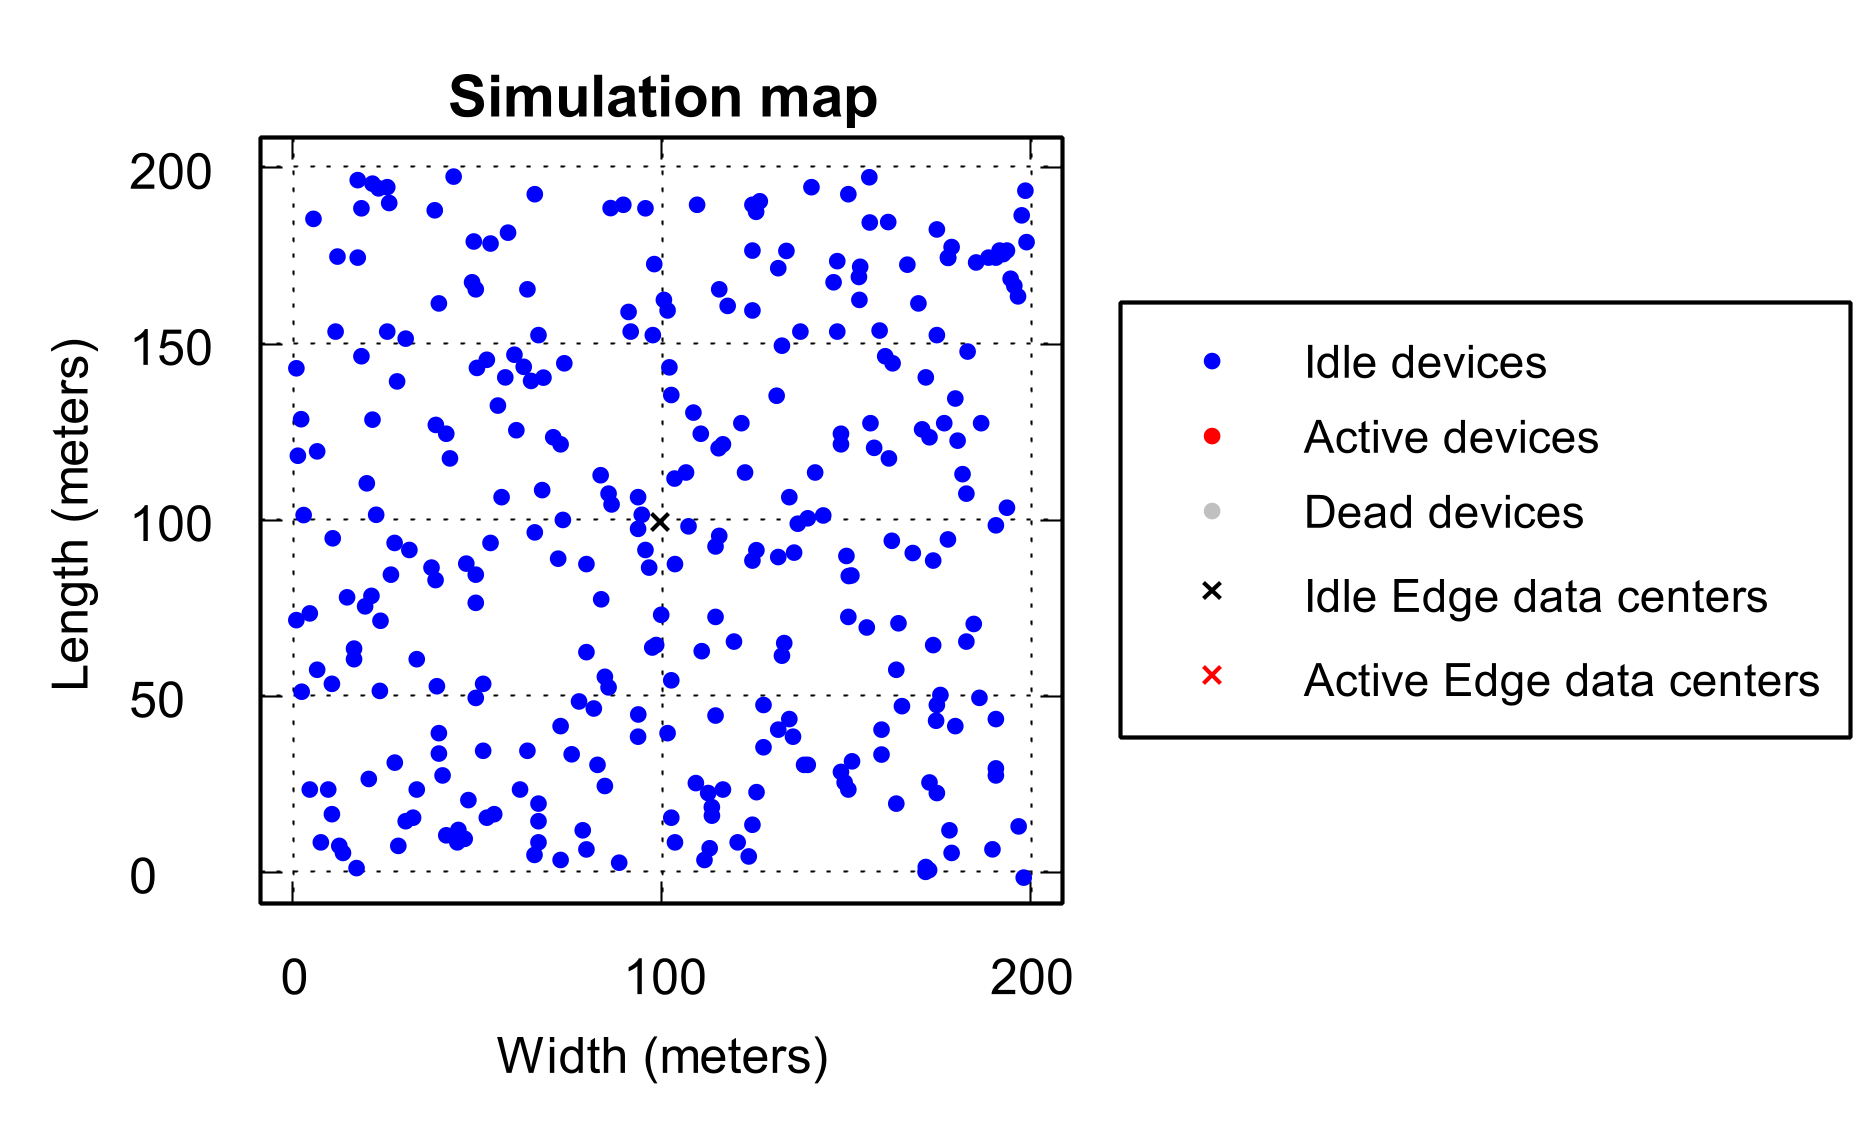 Simulation map
200
150
100
50
0
Length (meters)
0 100 200
Width (meters)
Idle devices
Active devices
Dead devices
Idle Edge data centers
Active Edge data centers